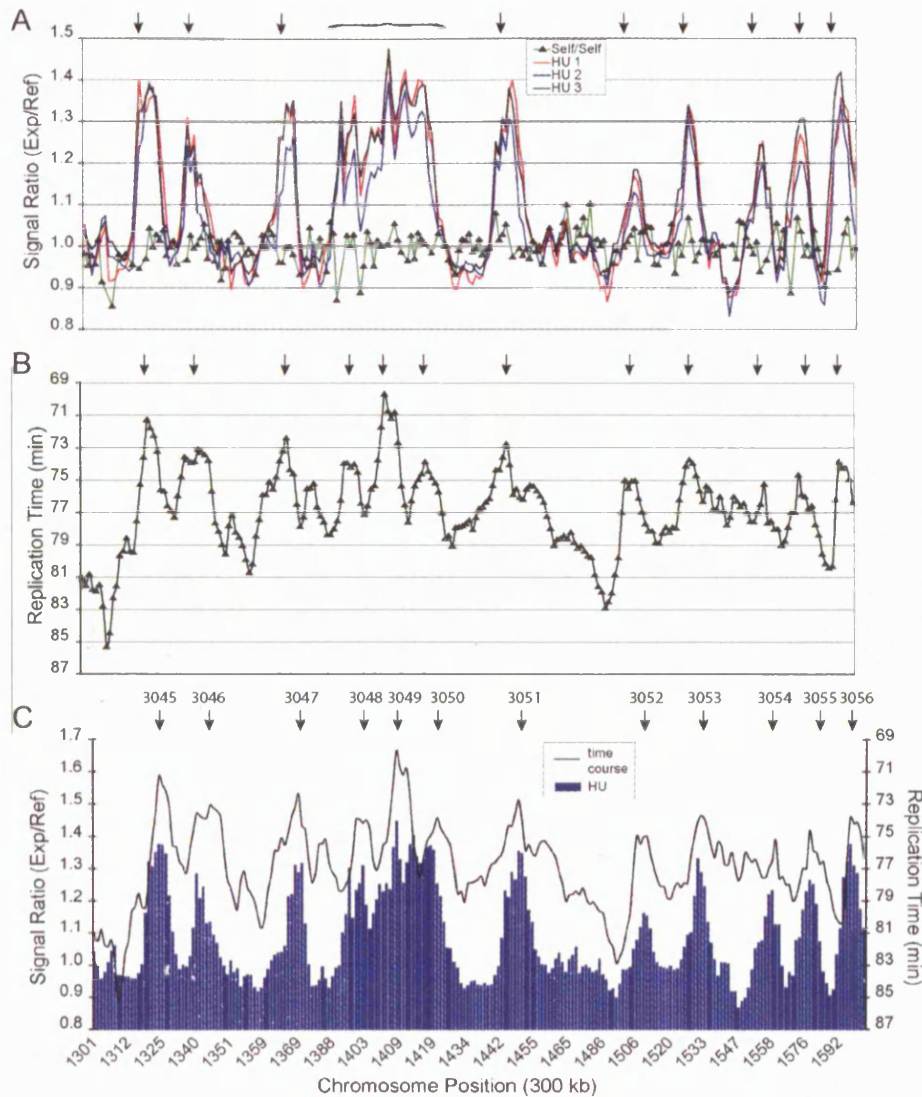 A
1.5
1.4
1.3
1.2
1.1
1.0
0.9
0.8
Signal Ratio (Exp/Ref)
Self/Self
HU 1
HU 2
HU 3
B
69
71
73
75
77
79
81
83
85
87
Replication Time (min)
3045 3046 3047 3048 3049 3050 3051 3052 3053 3054 3055 3056
C
1.7
1.6
1.5
1.4
1.3
1.2
1.1
1.0
0.9
0.8
Signal Ratio (Exp/Ref)
time
course
HU
69
71
73
75
77
79
81
83
85
87
Replication Time (min)
1301 1312 1325 1340 1351 1359 1369 1388 1403 1409 1419 1434 1442 1455 1465 1486 1506 1520 1533 1547 1558 1576 1592
Chromosome Position (300 kb)